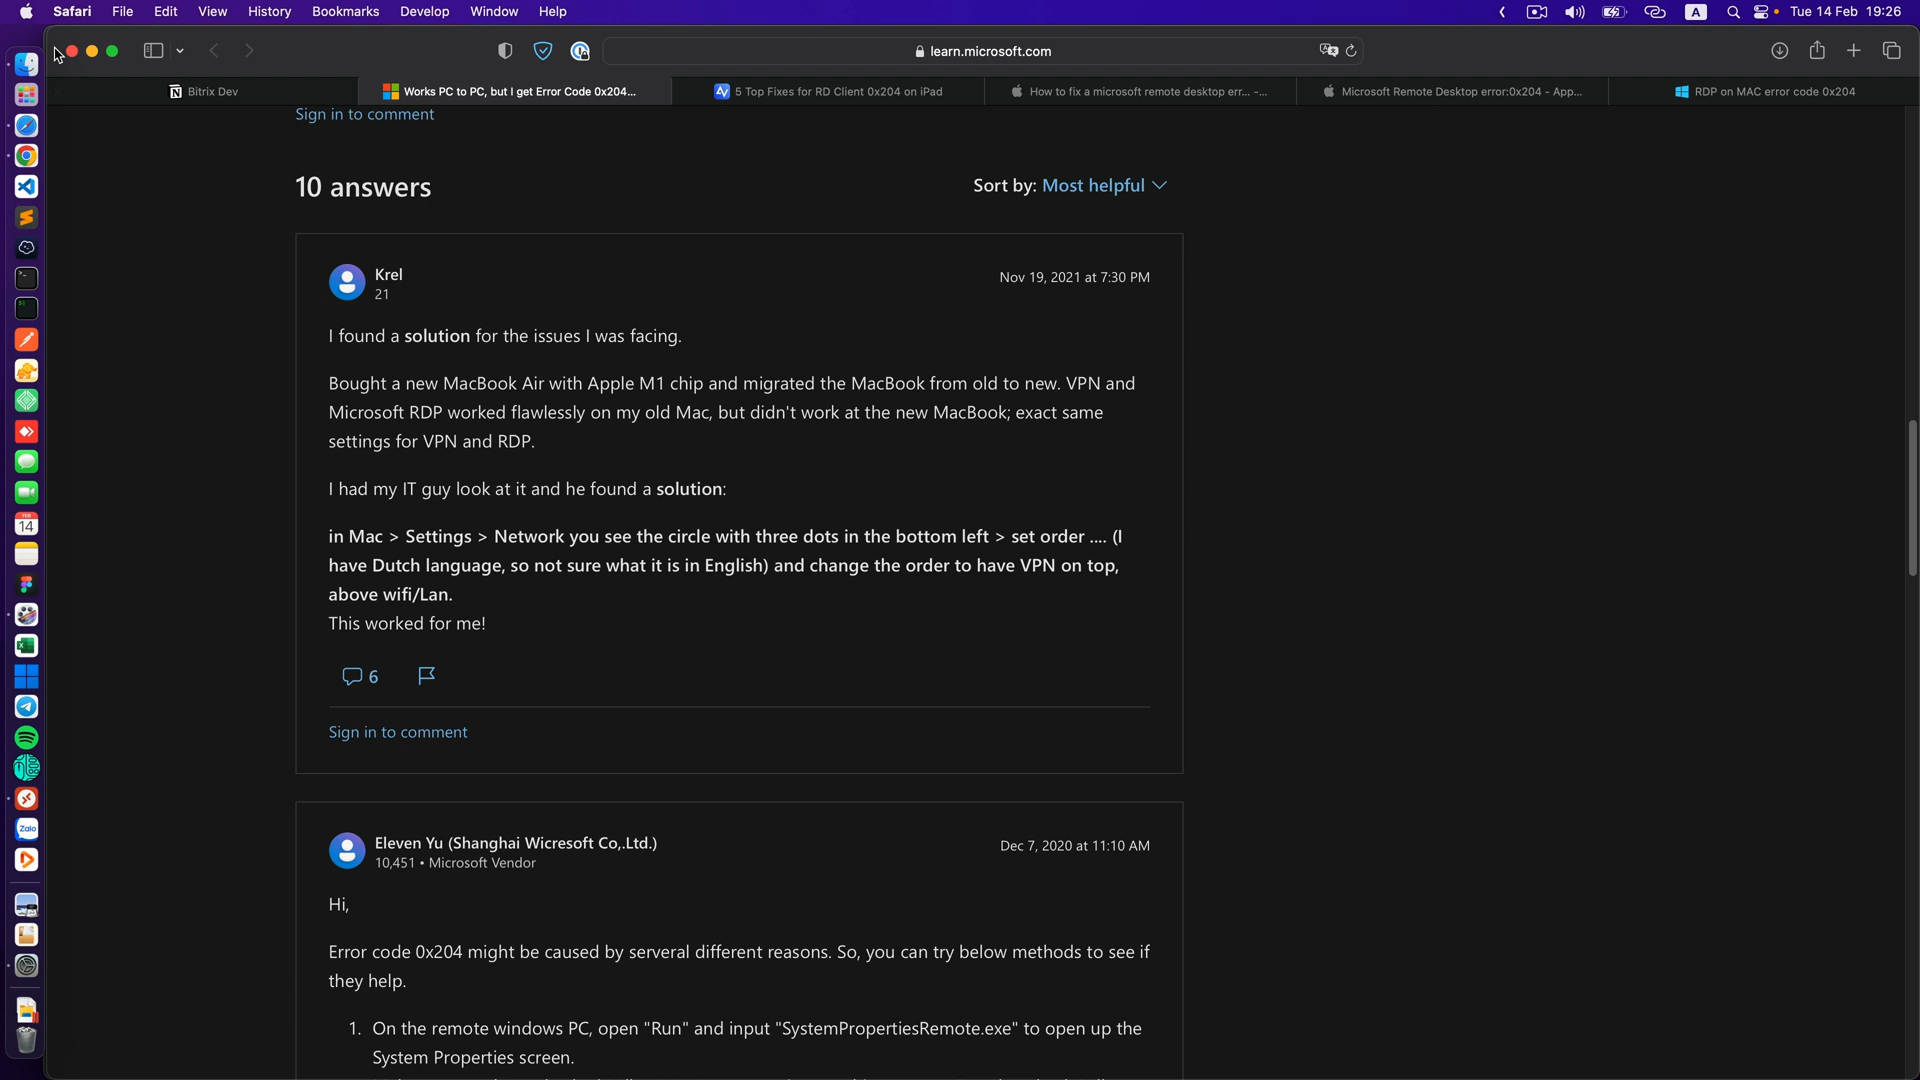 Safari File Edit View History Bookmarks Develop Window Help
A Tue 14 Feb 19:26
learn.microsoft.com
Bitrix Dev
Works PC to PC, but I get Error Code 0x204...
5 Top Fixes for RD Client 0x204 on iPad
How to fix a microsoft remote desktop err... -...
Microsoft Remote Desktop error:0x204 - App...
RDP on MAC error code 0x204
Sign in to comment
10 answers
Sort by: Most helpful
Krel
21
Nov 19, 2021 at 7:30 PM
I found a solution for the issues I was facing.
Bought a new MacBook Air with Apple M1 chip and migrated the MacBook from old to new. VPN and
Microsoft RDP worked flawlessly on my old Mac, but didn't work at the new MacBook; exact same
settings for VPN and RDP.
I had my IT guy look at it and he found a solution:
in Mac > Settings > Network you see the circle with three dots in the bottom left > set order .... (I
have Dutch language, so not sure what it is in English) and change the order to have VPN on top,
above wifi/Lan.
This worked for me!
6
Sign in to comment
Eleven Yu (Shanghai Wicresoft Co,.Ltd.)
10,451 • Microsoft Vendor
Dec 7, 2020 at 11:10 AM
Hi,
Error code 0x204 might be caused by serveral different reasons. So, you can try below methods to see if
they help.
1. On the remote windows PC, open "Run" and input "SystemPropertiesRemote.exe" to open up the
System Properties screen.
FEB
14
Zalo